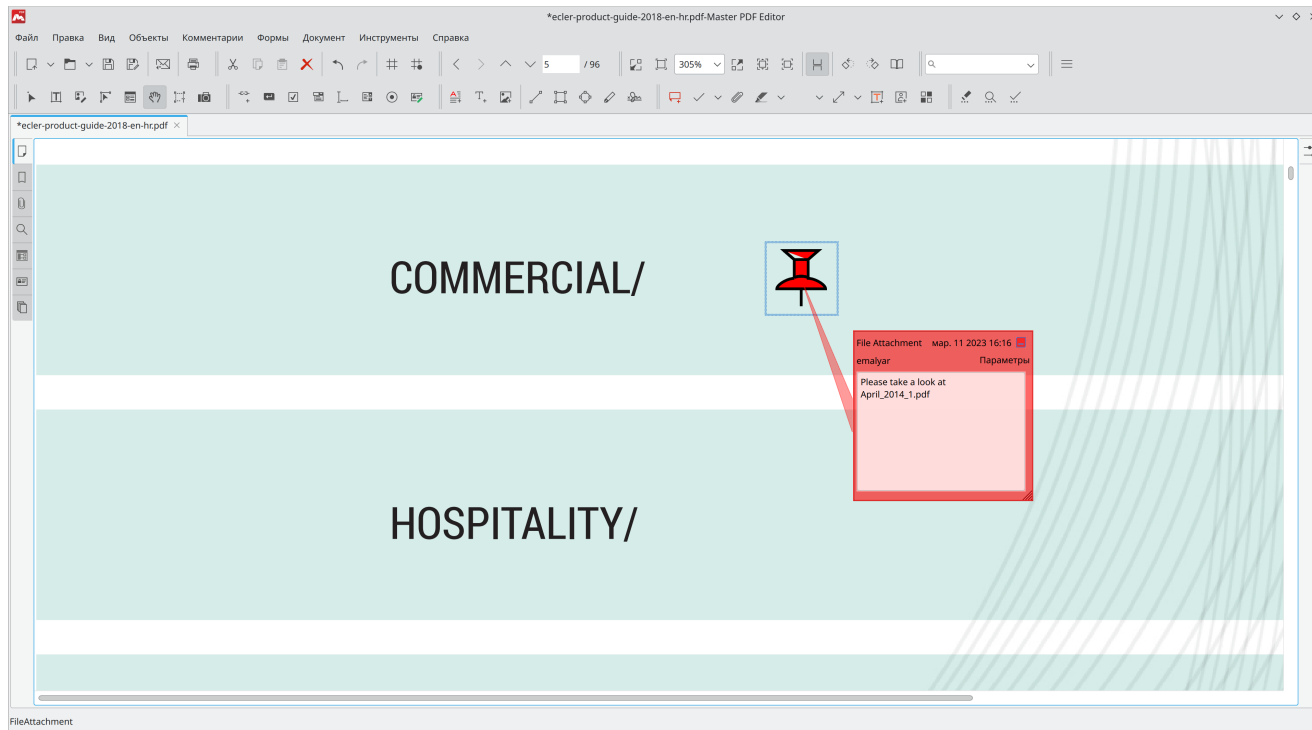 *ecler-product-guide-2018-en-hr.pdf-Master PDF Editor
Файл Правка Вид Объекты Комментарии Формы Документ Инструменты Справка
5 / 96 305%
*ecler-product-guide-2018-en-hr.pdf
COMMERCIAL/
File Attachment мар. 11 2023 16:16
emalyar Параметры
Please take a look at
April_2014_1.pdf
HOSPITALITY/
FileAttachment